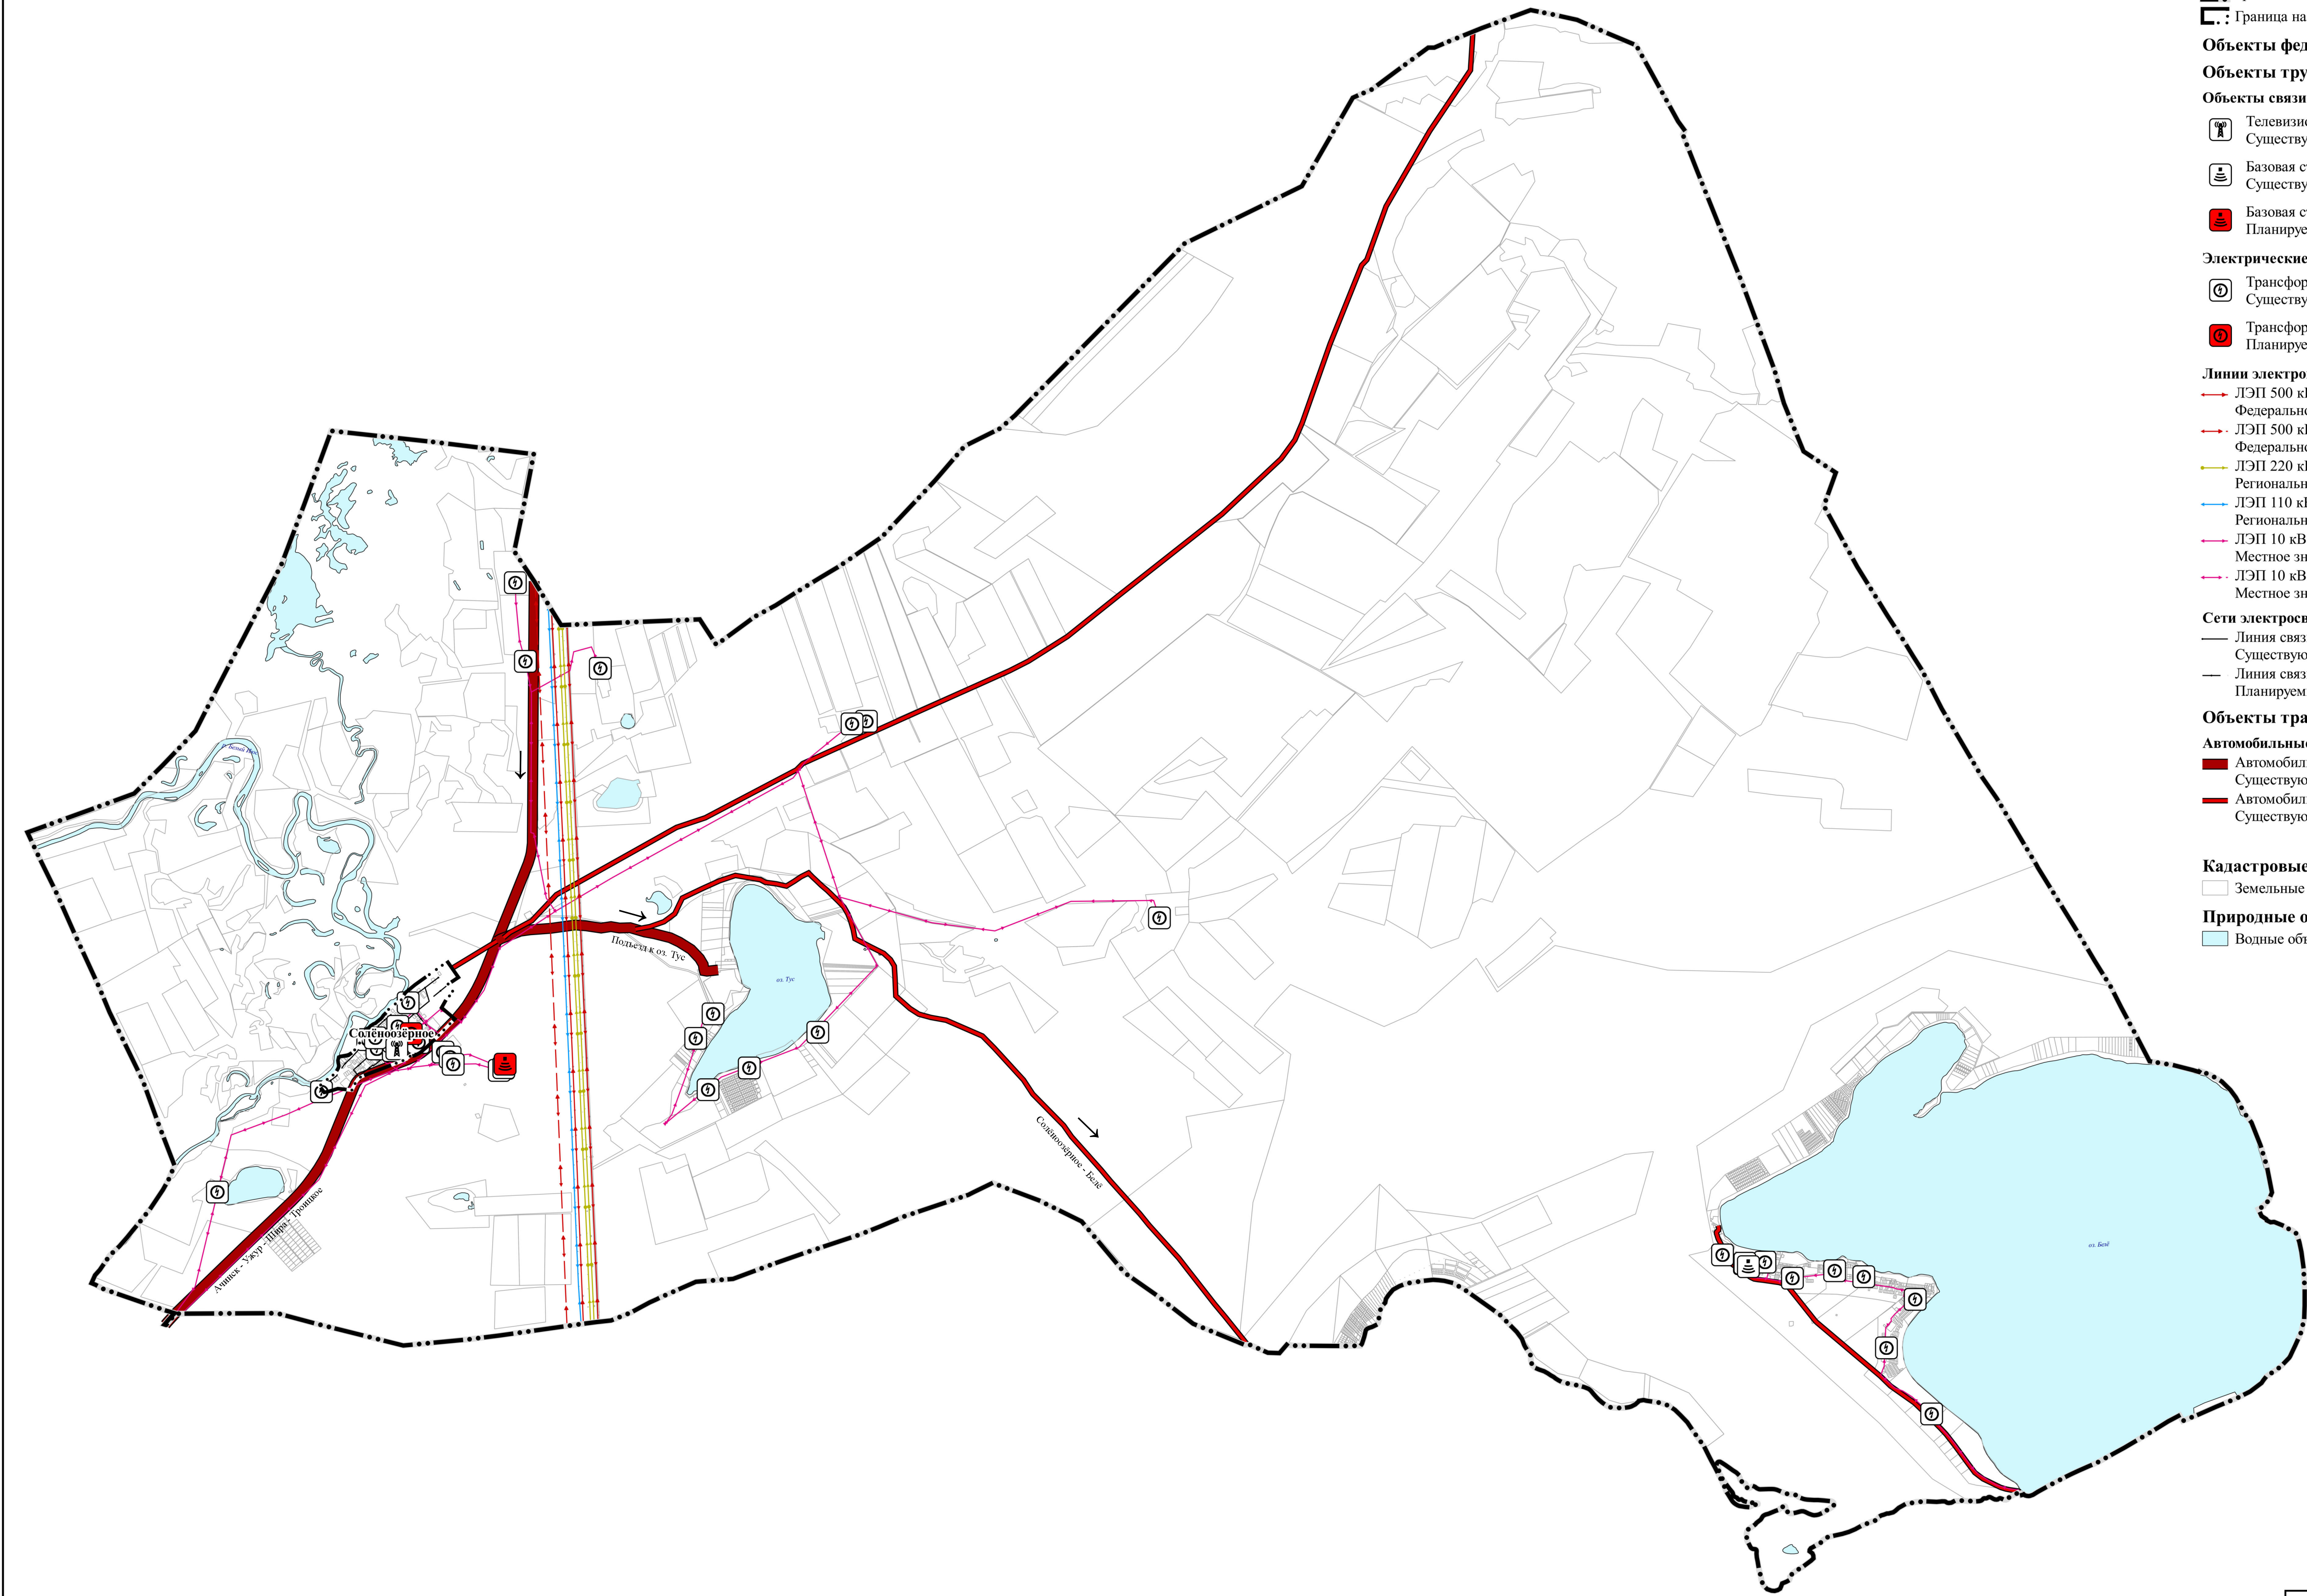 р. Белый Июс
Подъезд к оз. Тус
оз. Тус
Солёноозёрное
Солёноозёрное - Белё
Ачинск - Ужур - Шира - Троицкое
оз. Белё
Граница на
Объекты фед
Объекты тру
Объекты связи
Телевизио
Существу
Базовая с
Существу
Базовая с
Планируе
Электрические
Трансфор
Существу
Трансфор
Планируе
Линии электро
ЛЭП 500 к
Федерально
ЛЭП 500 к
Федерально
ЛЭП 220 к
Региональн
ЛЭП 110 к
Региональн
ЛЭП 10 кВ
Местное зн
ЛЭП 10 кВ
Местное зн
Сети электросв
Линия связ
Существую
Линия связ
Планируем
Объекты тра
Автомобильны
Автомобил
Существую
Автомобил
Существую
Кадастровые
Земельные
Природные о
Водные объ